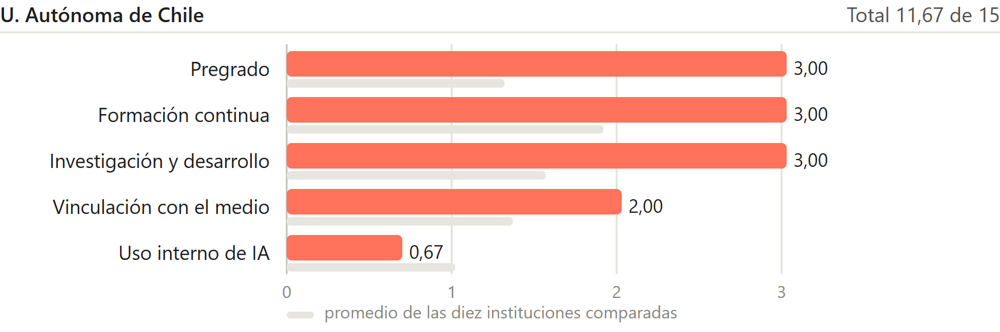 U. Autónoma de Chile
Total 11,67 de 15
Pregrado 3,00
Formación continua 3,00
Investigación y desarrollo 3,00
Vinculación con el medio 2,00
Uso interno de IA 0,67
0 1 2 3
promedio de las diez instituciones comparadas